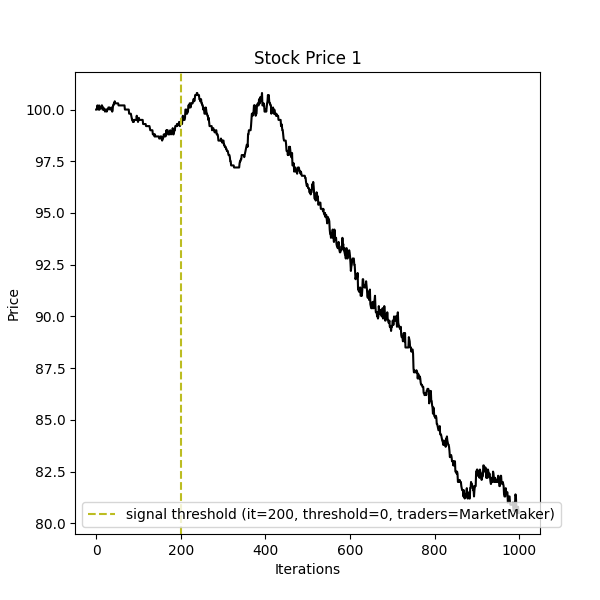 Stock Price 1
Price
100.0
97.5
95.0
92.5
90.0
87.5
85.0
82.5
80.0
signal threshold (it=200, threshold=0, traders=MarketMaker)
0 200 400 600 800 1000
Iterations